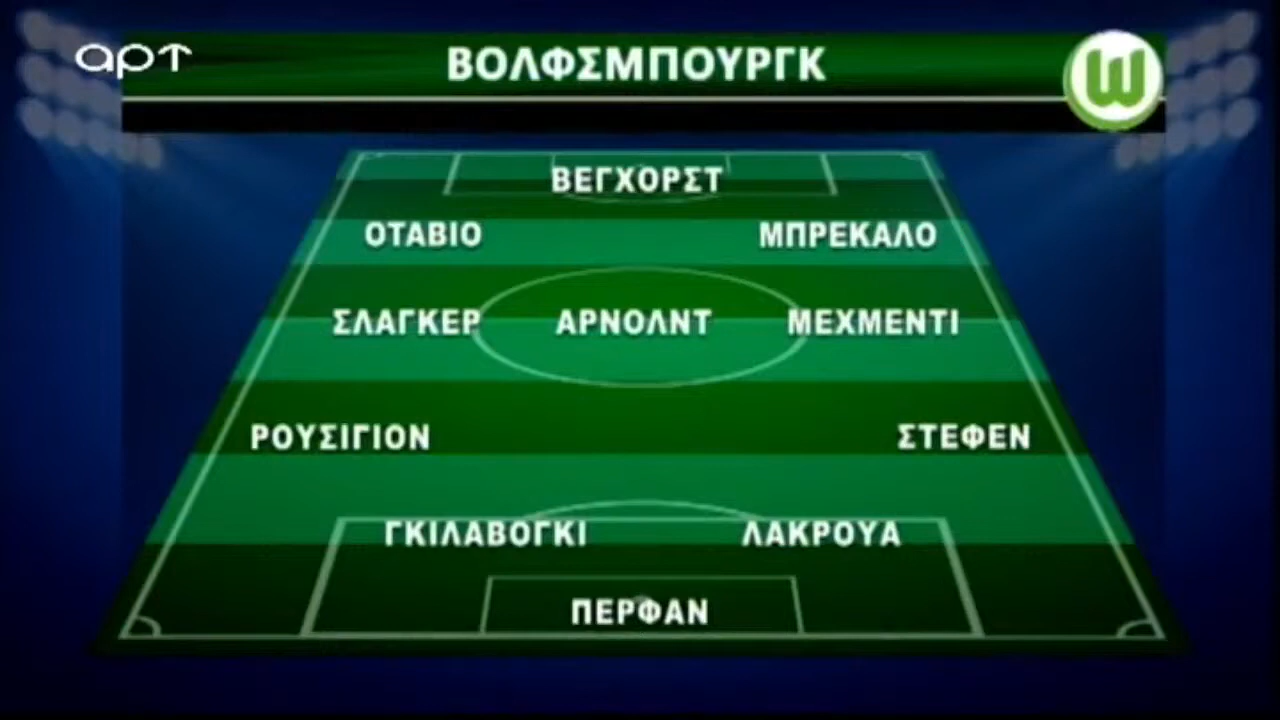 αρτ
ΒΟΛΦΣΜΠΟΥΡΓΚ
W
ΒΕΓΧΟΡΣΤ
ΟΤΑΒΙΟ ΜΠΡΕΚΑΛΟ
ΣΛΑΓΚΕΡ ΑΡΝΟΛΝΤ ΜΕΧΜΕΝΤΙ
ΡΟΥΣΙΓΙΟΝ ΣΤΕΦΕΝ
ΓΚΙΛΑΒΟΓΚΙ ΛΑΚΡΟΥΑ
ΠΕΡΦΑΝ